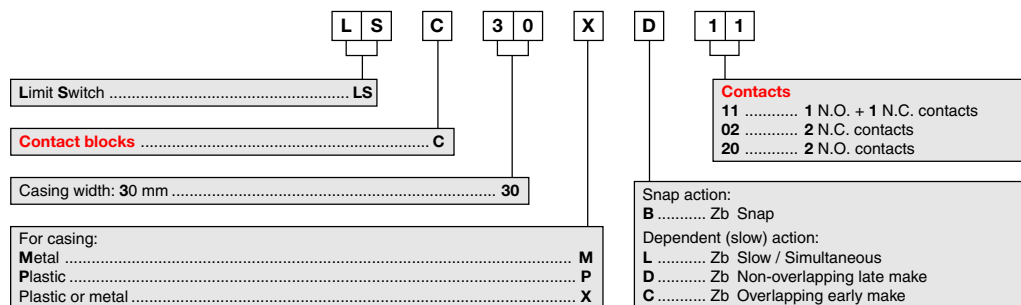 L S C 3 0 X D 1 1
Limit Switch ........................................................ LS
Contact blocks ................................................................... C
Casing width: 30 mm ........................................................................... 30
For casing:
Metal ................................................................................................ M
Plastic ............................................................................................... P
Plastic or metal .................................................................................. X
Contacts
11 ............ 1 N.O. + 1 N.C. contacts
02 ............ 2 N.C. contacts
20 ............ 2 N.O. contacts
Snap action:
B ........... Zb Snap
Dependent (slow) action:
L ........... Zb Slow / Simultaneous
D ........... Zb Non-overlapping late make
C ........... Zb Overlapping early make